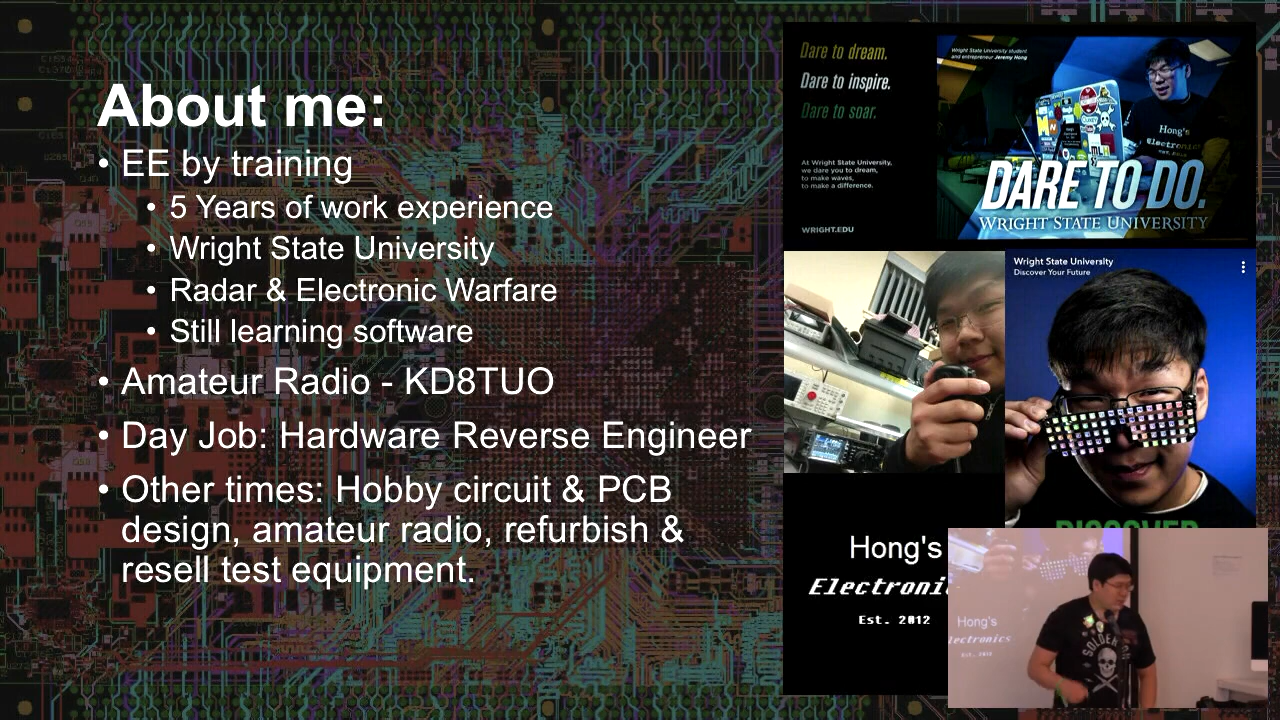 About me:
• EE by training
• 5 Years of work experience
• Wright State University
• Radar & Electronic Warfare
• Still learning software
• Amateur Radio - KD8TUO
• Day Job: Hardware Reverse Engineer
• Other times: Hobby circuit & PCB
design, amateur radio, refurbish &
resell test equipment.
Dare to dream.
Dare to inspire.
Dare to soar.
At Wright State University,
we dare you to dream,
to make waves,
to make a difference.
WRIGHT.EDU
Wright State University student
and entrepreneur Jeremy Hong
Hong's
Electronics
DARE TO DO.
WRIGHT STATE UNIVERSITY
Wright State University
Discover Your Future
DISCOVER
Hong's
Electroni
Est. 2012
Hong's
lectronics
Est. 2012